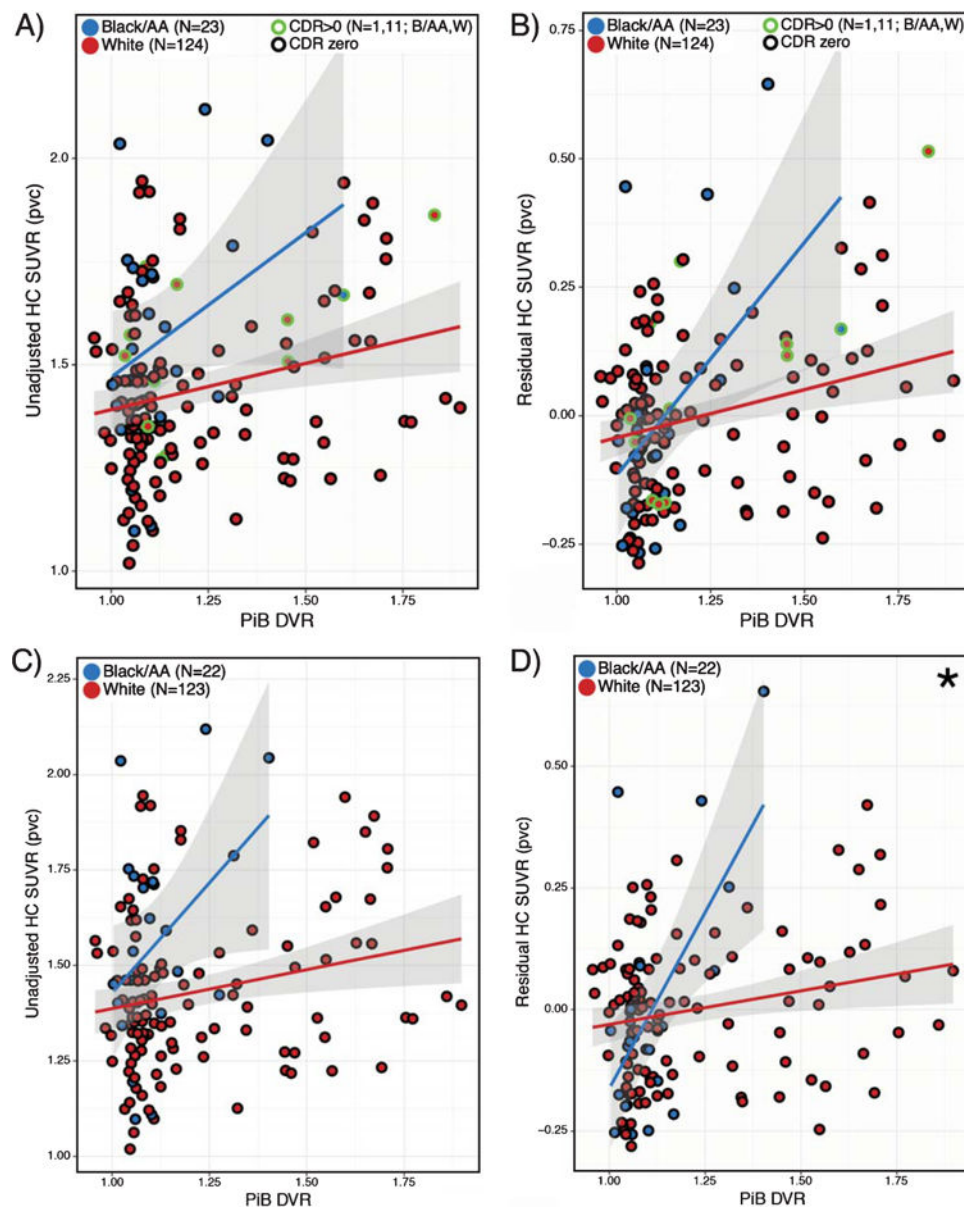 A)
Black/AA (N=23)
White (N=124)
CDR>0 (N=1,11; B/AA,W)
CDR zero
Unadjusted HC SUVR (pvc)
2.0
1.5
1.0
1.00 1.25 1.50 1.75
PiB DVR
B)
Black/AA (N=23)
White (N=124)
CDR>0 (N=1,11; B/AA,W)
CDR zero
Residual HC SUVR (pvc)
0.75
0.50
0.25
0.00
−0.25
1.00 1.25 1.50 1.75
PiB DVR
C)
Black/AA (N=22)
White (N=123)
Unadjusted HC SUVR (pvc)
2.25
2.00
1.75
1.50
1.25
1.00
1.00 1.25 1.50 1.75
PiB DVR
D)
Black/AA (N=22)
White (N=123)
*
Residual HC SUVR (pvc)
0.50
0.25
0.00
−0.25
1.00 1.25 1.50 1.75
PiB DVR